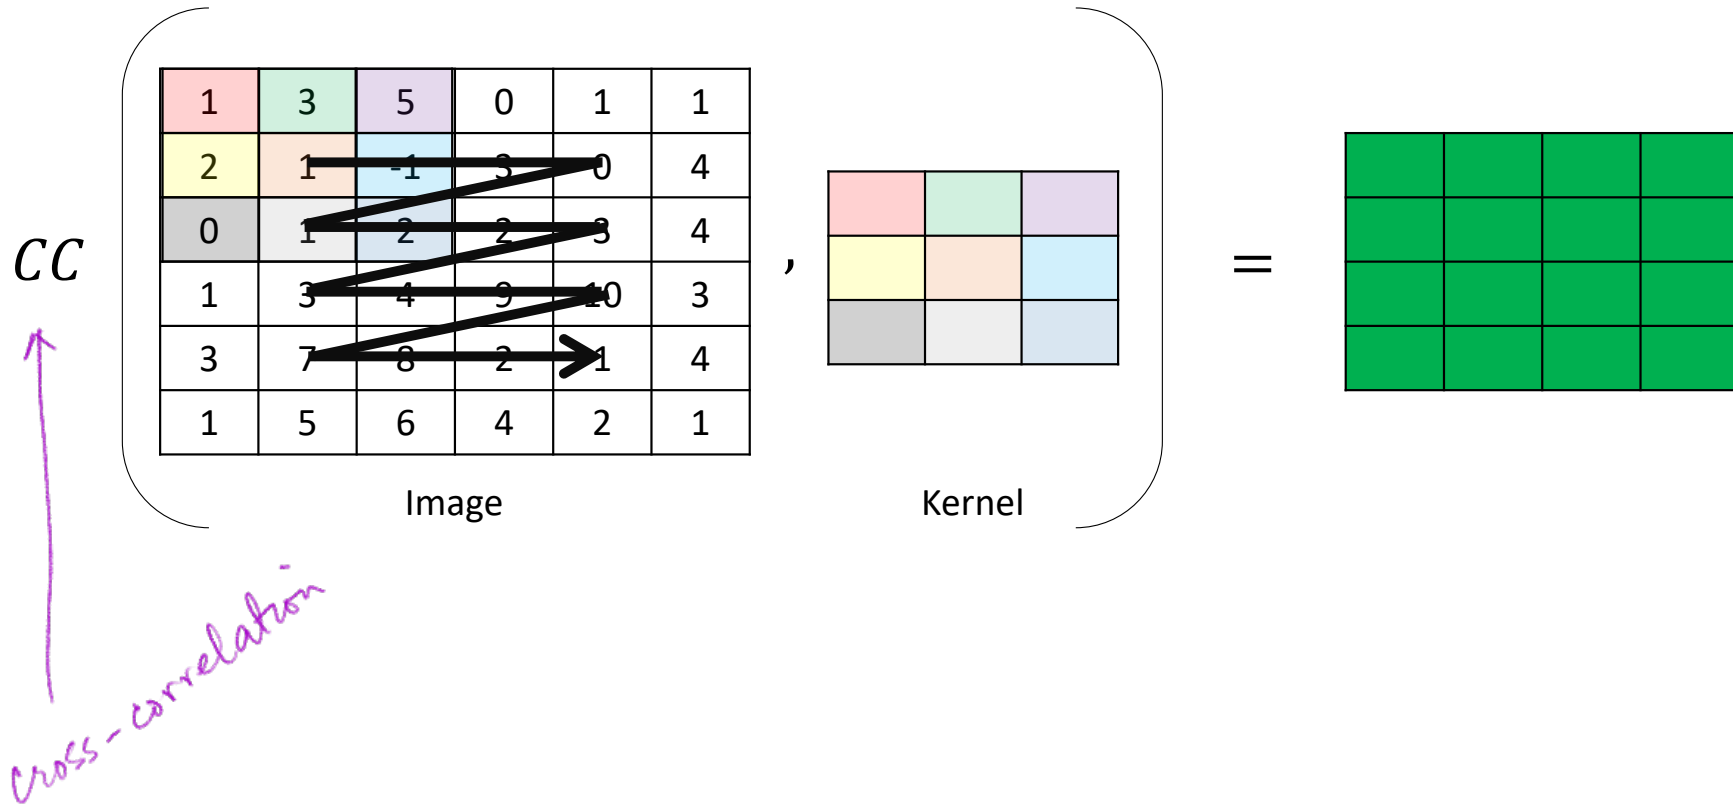 1 3 5 0 1 1
2 1 -1 3 0 4
0 1 2 2 3 4
CC , =
1 3 4 9 10 3
3 7 8 2 1 4
1 5 6 4 2 1
Image Kernel
cross-correlation